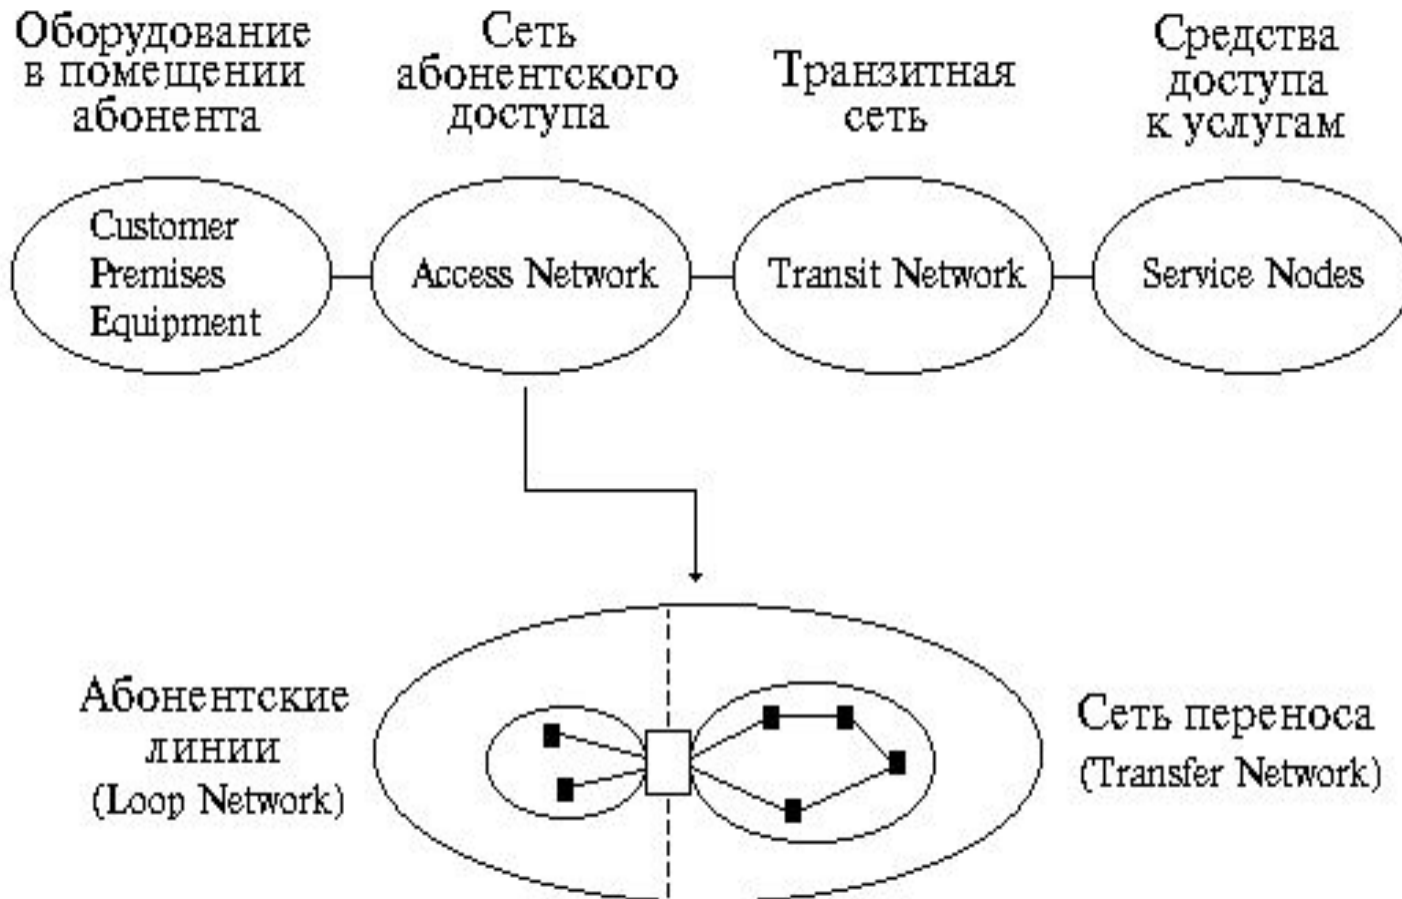 Оборудование
в помещении
абонента
Сеть
абонентского
доступа
Транзитная
сеть
Средства
доступа
к услугам
Customer
Premises
Equipment
Access Network
Transit Network
Service Nodes
Абонентские
линии
(Loop Network)
Сеть переноса
(Transfer Network)